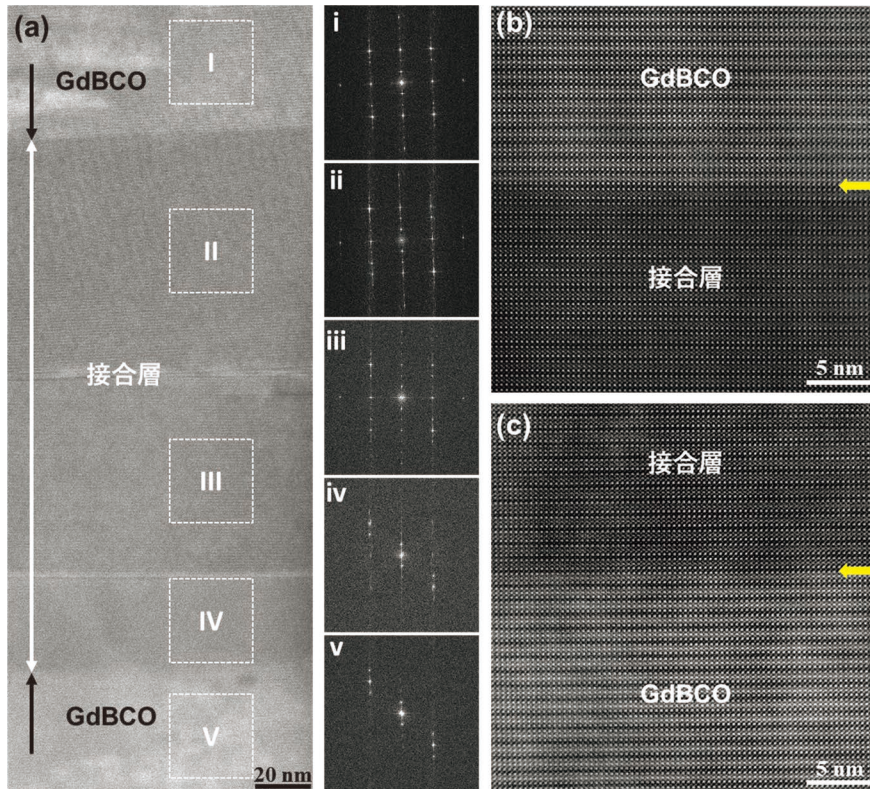 (a)
GdBCO
I
II
接合層
III
IV
GdBCO
V
20 nm
i
ii
iii
iv
v
(b)
GdBCO
接合層
5 nm
(c)
接合層
GdBCO
5 nm